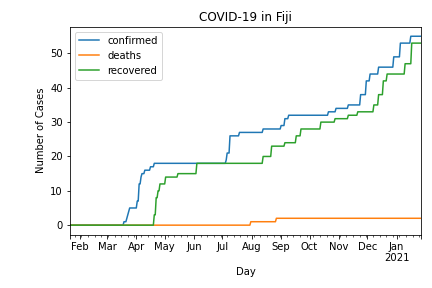 COVID-19 in Fiji
confirmed
deaths
recovered
Number of Cases
50
40
30
20
10
0
Feb Mar Apr May Jun Jul Aug Sep Oct Nov Dec Jan
2021
Day